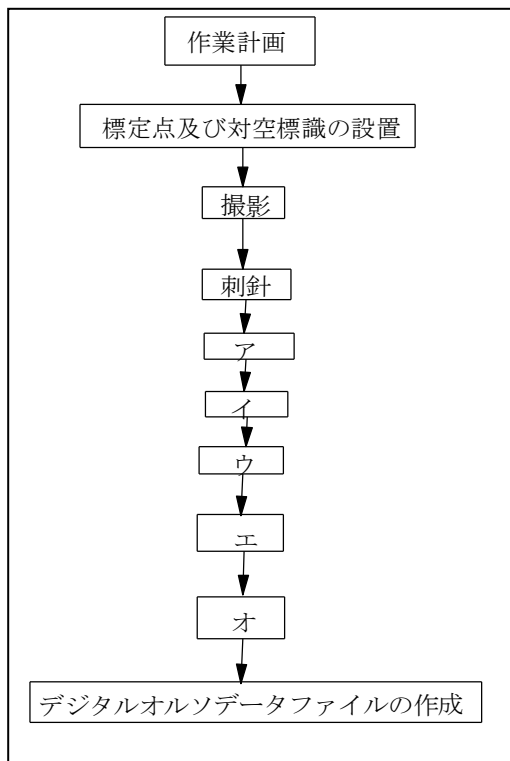 作業計画
標定点及び対空標識の設置
撮影
刺針
ア
イ
ウ
エ
オ
デジタルオルソデータファイルの作成